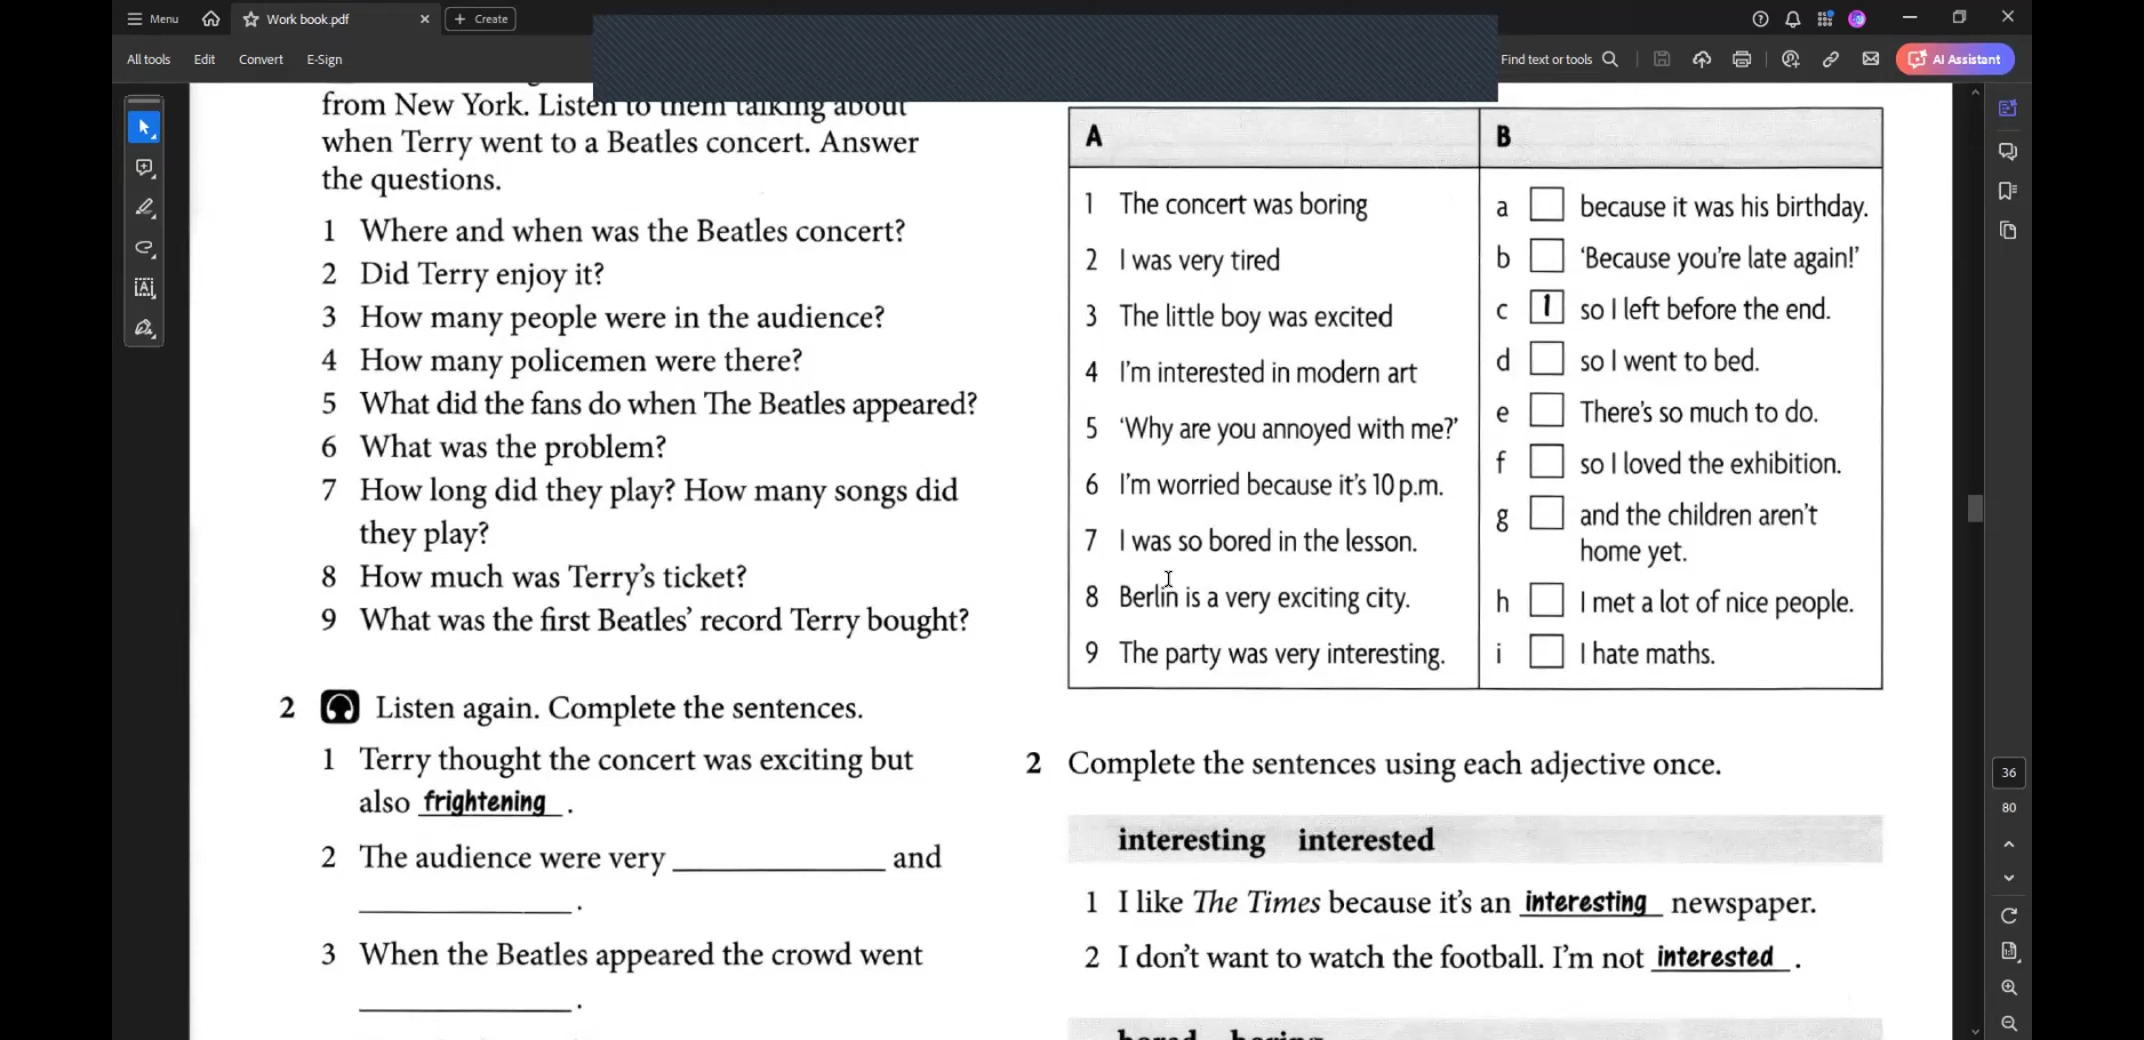 Menu
Work book.pdf
Create
All tools
Edit
Convert
E-Sign
Find text or tools
AI Assistant
from New York. Listen to them talking about
when Terry went to a Beatles concert. Answer
the questions.
1 Where and when was the Beatles concert?
2 Did Terry enjoy it?
3 How many people were in the audience?
4 How many policemen were there?
5 What did the fans do when The Beatles appeared?
6 What was the problem?
7 How long did they play? How many songs did
they play?
8 How much was Terry's ticket?
9 What was the first Beatles' record Terry bought?
2 Listen again. Complete the sentences.
1 Terry thought the concert was exciting but
also frightening .
2 The audience were very ____________ and
____________ .
3 When the Beatles appeared the crowd went
____________ .
A
1 The concert was boring
2 I was very tired
3 The little boy was excited
4 I'm interested in modern art
5 'Why are you annoyed with me?'
6 I'm worried because it's 10 p.m.
7 I was so bored in the lesson.
8 Berlin is a very exciting city.
9 The party was very interesting.
B
a because it was his birthday.
b 'Because you're late again!'
c 1 so I left before the end.
d so I went to bed.
e There's so much to do.
f so I loved the exhibition.
g and the children aren't
home yet.
h I met a lot of nice people.
i I hate maths.
2 Complete the sentences using each adjective once.
interesting interested
1 I like The Times because it's an interesting newspaper.
2 I don't want to watch the football. I'm not interested .
bored boring
36
80